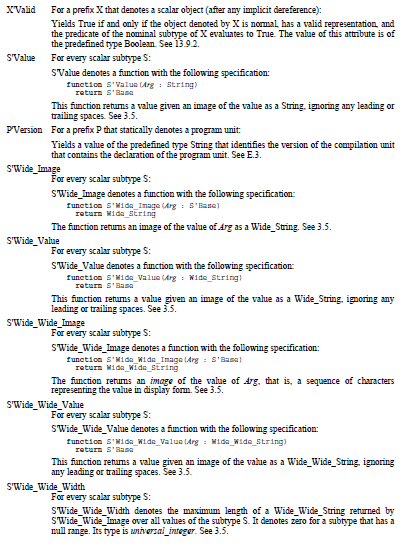 X'Valid For a prefix X that denotes a scalar object (after any implicit dereference):
Yields True if and only if the object denoted by X is normal, has a valid representation, and
the predicate of the nominal subtype of X evaluates to True. The value of this attribute is of
the predefined type Boolean. See 13.9.2.
S'Value For every scalar subtype S:
S'Value denotes a function with the following specification:
function S'Value(Arg : String)
return S'Base
This function returns a value given an image of the value as a String, ignoring any leading or
trailing spaces. See 3.5.
P'Version For a prefix P that statically denotes a program unit:
Yields a value of the predefined type String that identifies the version of the compilation unit
that contains the declaration of the program unit. See E.3.
S'Wide_Image
For every scalar subtype S:
S'Wide_Image denotes a function with the following specification:
function S'Wide_Image(Arg : S'Base)
return Wide_String
The function returns an image of the value of Arg as a Wide_String. See 3.5.
S'Wide_Value
For every scalar subtype S:
S'Wide_Value denotes a function with the following specification:
function S'Wide_Value(Arg : Wide_String)
return S'Base
This function returns a value given an image of the value as a Wide_String, ignoring any
leading or trailing spaces. See 3.5.
S'Wide_Wide_Image
For every scalar subtype S:
S'Wide_Wide_Image denotes a function with the following specification:
function S'Wide_Wide_Image(Arg : S'Base)
return Wide_Wide_String
The function returns an image of the value of Arg, that is, a sequence of characters
representing the value in display form. See 3.5.
S'Wide_Wide_Value
For every scalar subtype S:
S'Wide_Wide_Value denotes a function with the following specification:
function S'Wide_Wide_Value(Arg : Wide_Wide_String)
return S'Base
This function returns a value given an image of the value as a Wide_Wide_String, ignoring
any leading or trailing spaces. See 3.5.
S'Wide_Wide_Width
For every scalar subtype S:
S'Wide_Wide_Width denotes the maximum length of a Wide_Wide_String returned by
S'Wide_Wide_Image over all values of the subtype S. It denotes zero for a subtype that has a
null range. Its type is universal_integer. See 3.5.